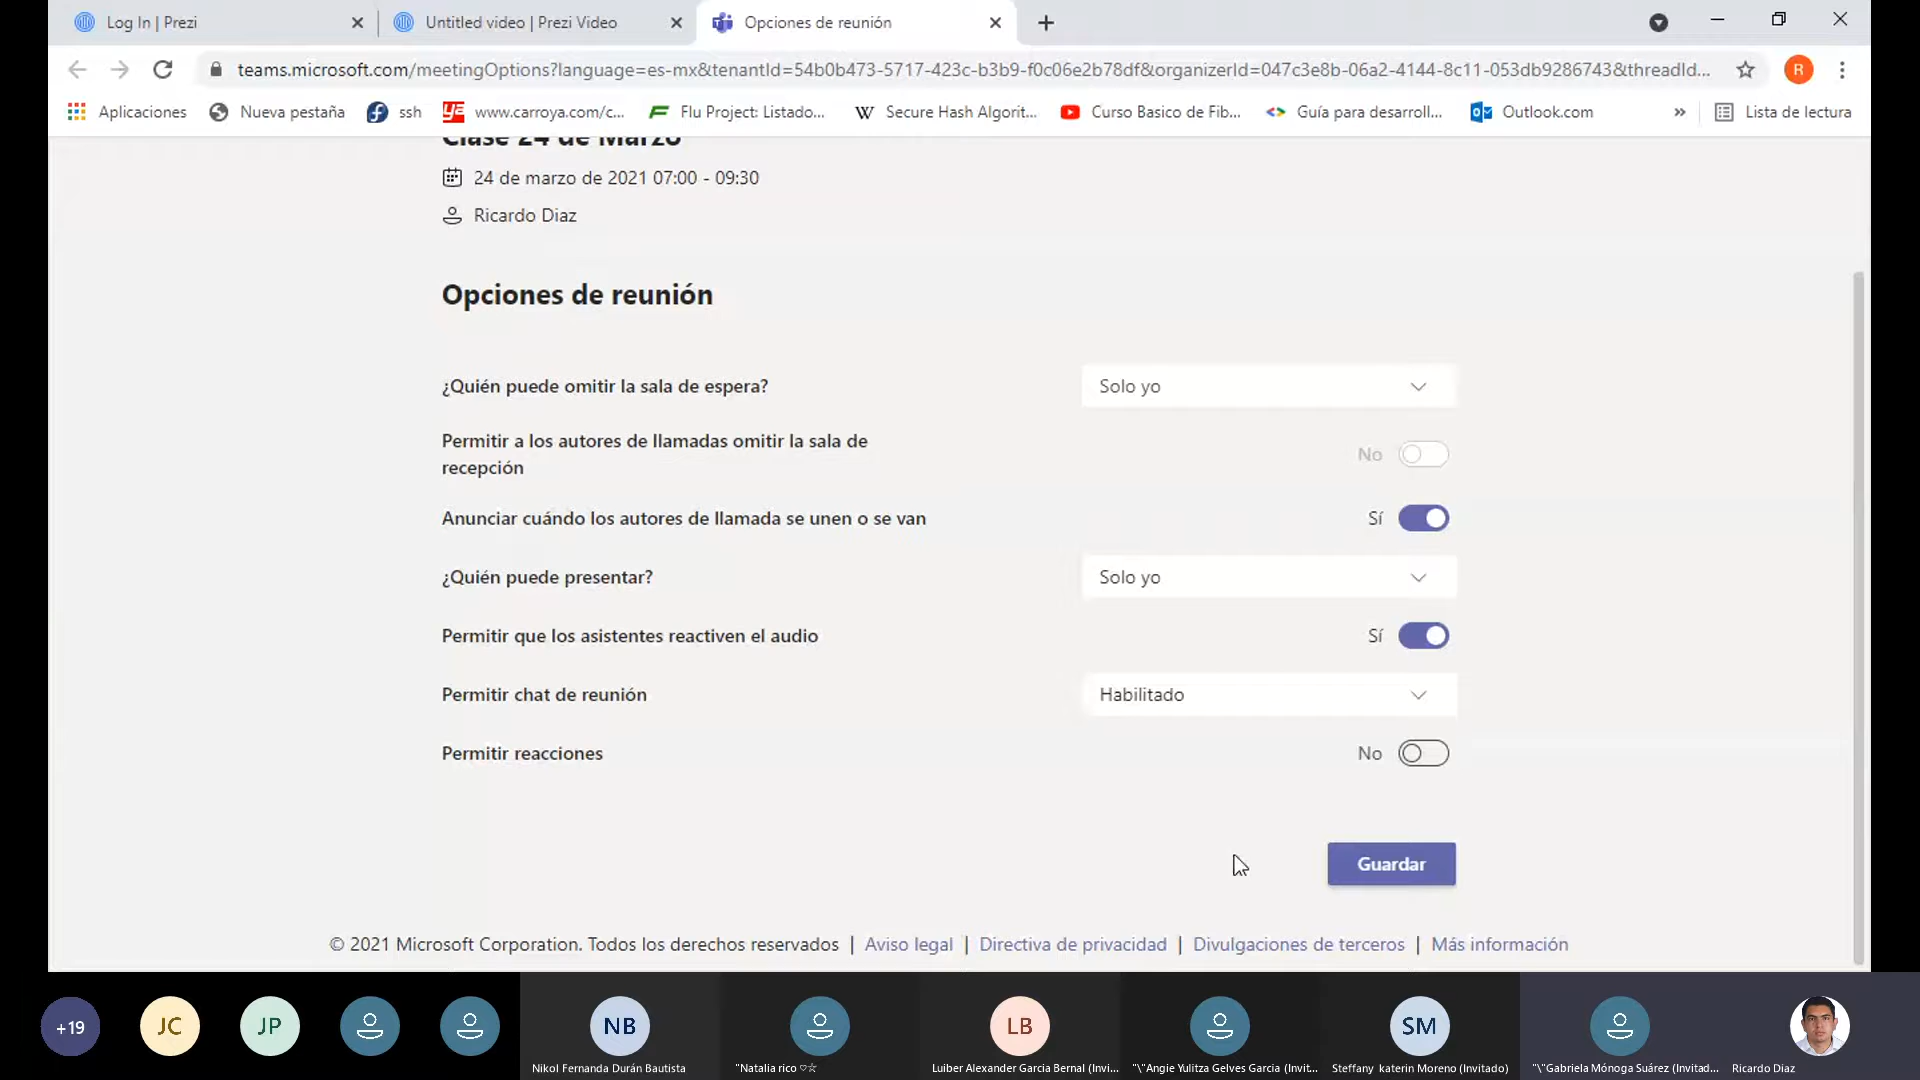 Log In | Prezi
Untitled video | Prezi Video
Opciones de reunión
teams.microsoft.com/meetingOptions?language=es-mx&tenantId=54b0b473-5717-423c-b3b9-f0c06e2b78df&organizerId=047c3e8b-06a2-4144-8c11-053db9286743&threadId...
R
Aplicaciones
Nueva pestaña
ssh
www.carroya.com/c...
Flu Project: Listado...
Secure Hash Algorit...
Curso Basico de Fib...
Guía para desarroll...
Outlook.com
»
Lista de lectura
Clase 24 de Marzo
24 de marzo de 2021 07:00 - 09:30
Ricardo Diaz
Opciones de reunión
¿Quién puede omitir la sala de espera?
Solo yo
Permitir a los autores de llamadas omitir la sala de
recepción
No
Anunciar cuándo los autores de llamada se unen o se van
Sí
¿Quién puede presentar?
Solo yo
Permitir que los asistentes reactiven el audio
Sí
Permitir chat de reunión
Habilitado
Permitir reacciones
No
Guardar
© 2021 Microsoft Corporation. Todos los derechos reservados | Aviso legal | Directiva de privacidad | Divulgaciones de terceros | Más información
+19
JC
JP
NB
LB
SM
Nikol Fernanda Durán Bautista
"Natalia rico ♡☆
Luiber Alexander Garcia Bernal (Invi...
"\"Angie Yulitza Gelves Garcia (Invit...
Steffany katerin Moreno (Invitado)
"\"Gabriela Mónoga Suárez (Invitad...
Ricardo Diaz